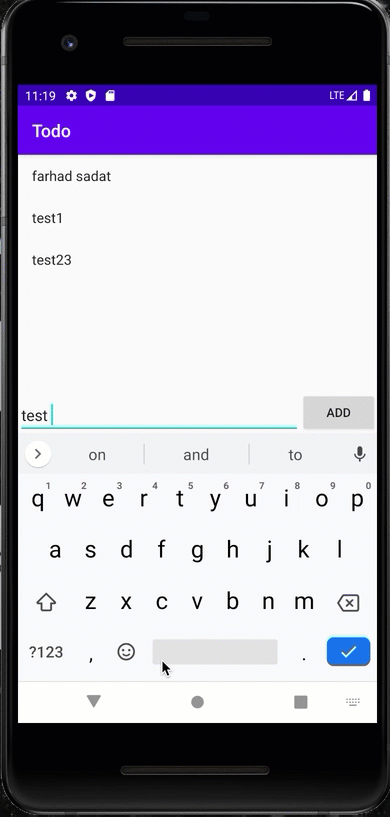 11:19 LTE
Todo
farhad sadat
test1
test23
test ADD
on and to
1 2 3 4 5 6 7 8 9 0
q w e r t y u i o p
a s d f g h j k l
z x c v b n m
?123 , .